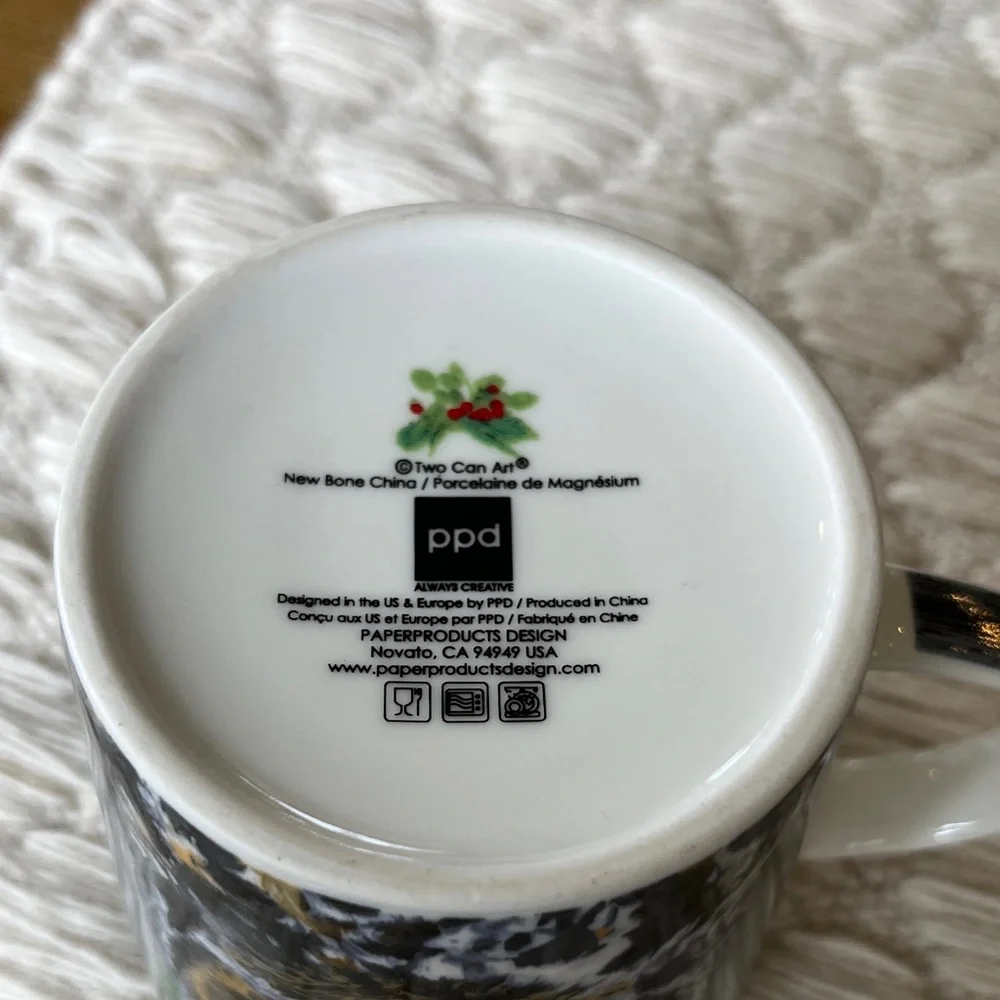 ©Two Can Art®
New Bone China / Porcelaine de Magnésium
ppd
ALWAYS CREATIVE
Designed in the US & Europe by PPD / Produced in China
Conçu aux US et Europe par PPD / Fabriqué en Chine
PAPERPRODUCTS DESIGN
Novato, CA 94949 USA
www.paperproductsdesign.com